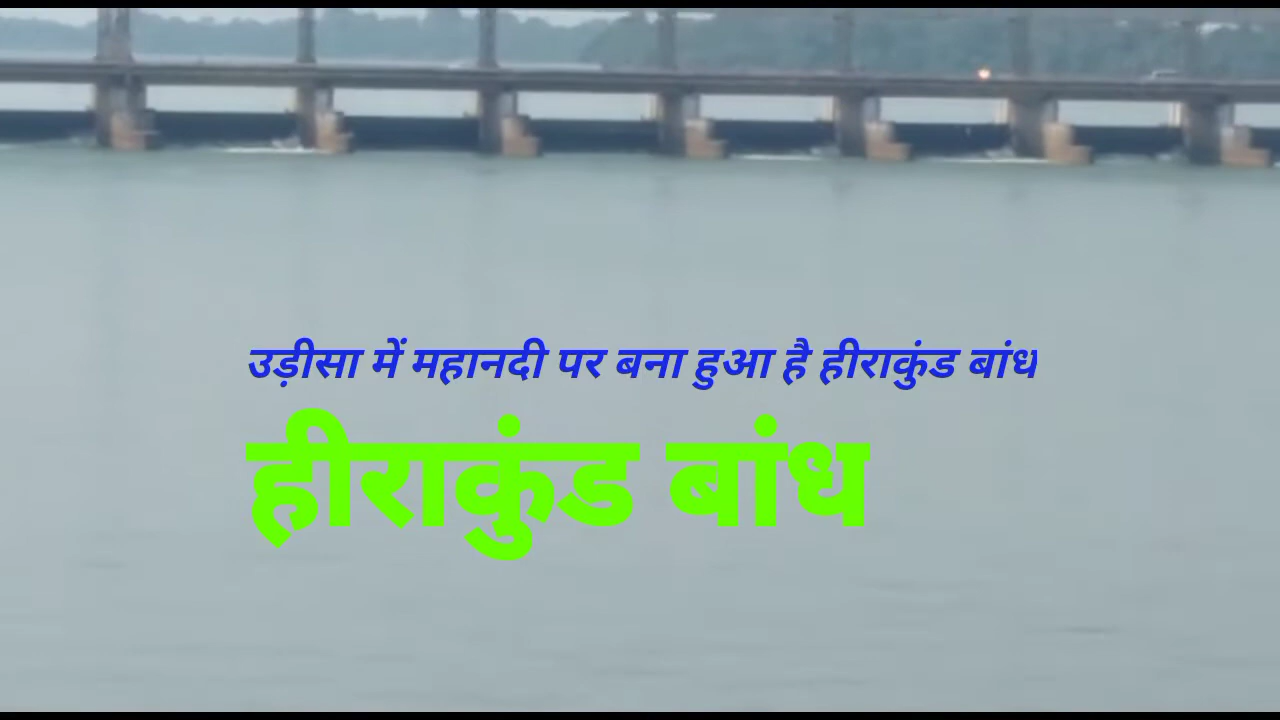 उड़ीसा में महानदी पर बना हुआ है हीराकुंड बांध
हीराकुंड बांध